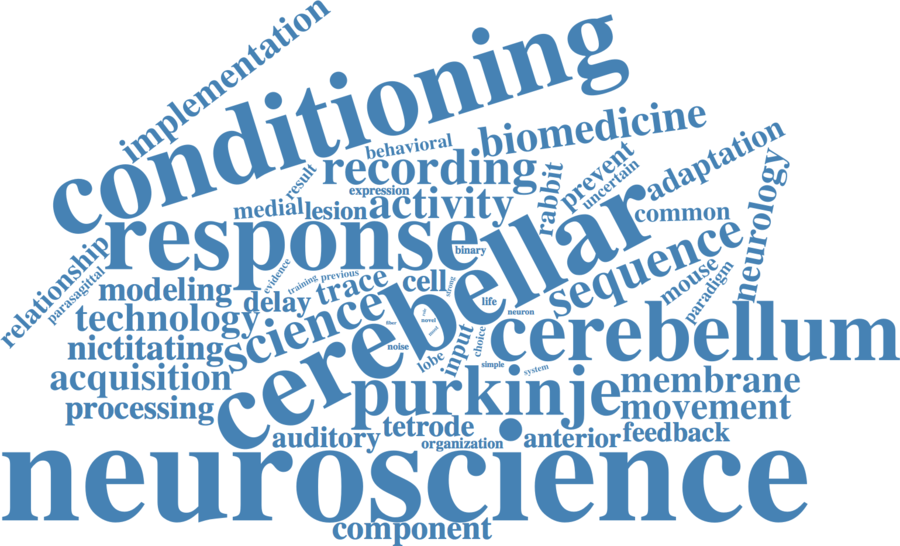 implementation
conditioning
behavioral
biomedicine
recording
result
expression
rabbit
prevent
uncertain
adaptation
medial
lesion
activity
common
neurology
response
cerebellar
sequence
binary
relationship
parasagittal
evidence
training
previous
trace
cell
strong
mouse
paradigm
modeling
delay
life
neuron
technology
science
novel
cerebellum
nictitating
noise
input
choice
lobe
simple
system
acquisition
purkinje
membrane
processing
movement
tetrode
auditory
organization
anterior
feedback
neuroscience
component